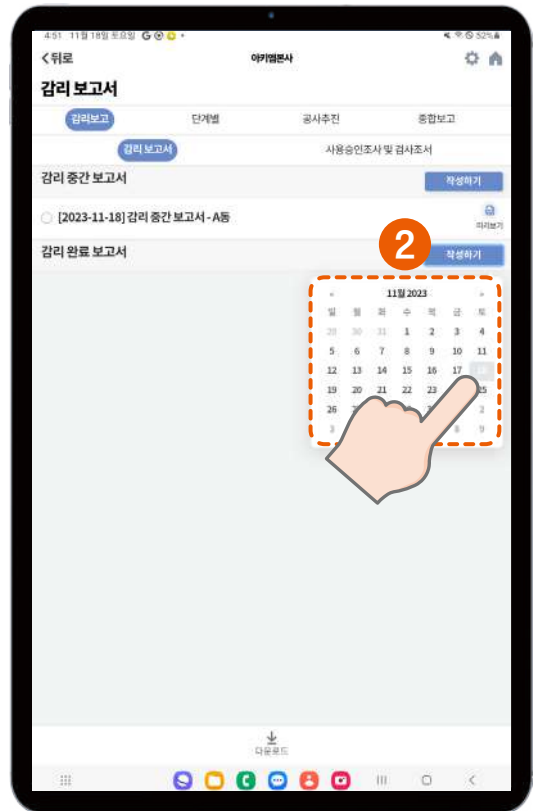 4:51 11월 18일 토요일 G
52%
뒤로 아키엠본사
감리 보고서
감리보고 단계별 공사추진 종합보고
감리 보고서 사용승인조사 및 검사조서
감리 중간 보고서 작성하기
[2023-11-18] 감리 중간 보고서 - A동 미리보기
감리 완료 보고서 2 작성하기
« 11월 2023 »
일 월 화 수 목 금 토
29 30 31 1 2 3 4
5 6 7 8 9 10 11
12 13 14 15 16 17 18
19 20 21 22 23 25
26 2
3 8 9
다운로드